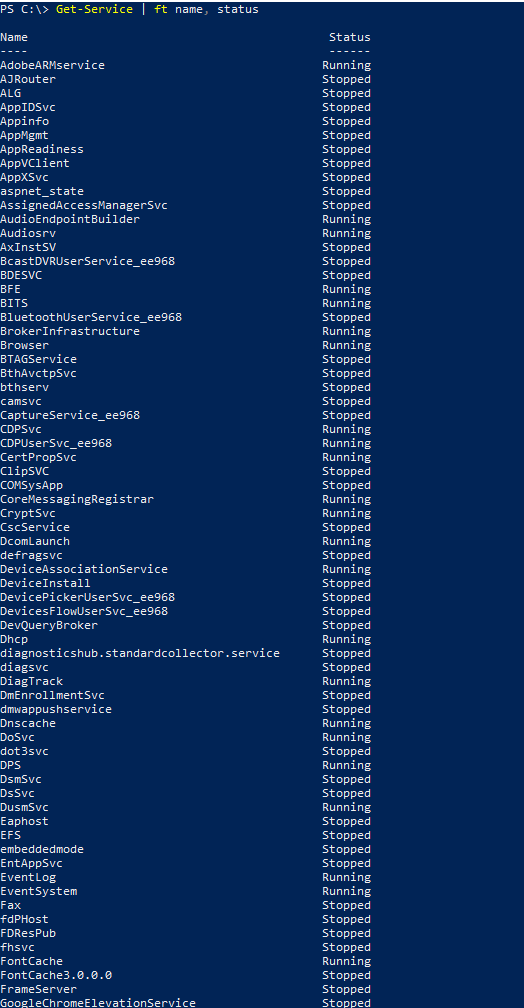 PS C:\> Get-Service | ft name, status
Name Status
---- ------
AdobeARMservice Running
AJRouter Stopped
ALG Stopped
AppIDSvc Stopped
Appinfo Stopped
AppMgmt Stopped
AppReadiness Stopped
AppVClient Stopped
AppXSvc Stopped
aspnet_state Stopped
AssignedAccessManagerSvc Stopped
AudioEndpointBuilder Running
Audiosrv Running
AxInstSV Stopped
BcastDVRUserService_ee968 Stopped
BDESVC Stopped
BFE Running
BITS Running
BluetoothUserService_ee968 Stopped
BrokerInfrastructure Running
Browser Running
BTAGService Stopped
BthAvctpSvc Stopped
bthserv Stopped
camsvc Stopped
CaptureService_ee968 Stopped
CDPSvc Running
CDPUserSvc_ee968 Running
CertPropSvc Running
ClipSVC Stopped
COMSysApp Stopped
CoreMessagingRegistrar Running
CryptSvc Running
CscService Stopped
DcomLaunch Running
defragsvc Stopped
DeviceAssociationService Running
DeviceInstall Stopped
DevicePickerUserSvc_ee968 Stopped
DevicesFlowUserSvc_ee968 Stopped
DevQueryBroker Stopped
Dhcp Running
diagnosticshub.standardcollector.service Stopped
diagsvc Stopped
DiagTrack Running
DmEnrollmentSvc Stopped
dmwappushservice Stopped
Dnscache Running
DoSvc Running
dot3svc Stopped
DPS Running
DsmSvc Stopped
DsSvc Stopped
DusmSvc Running
Eaphost Stopped
EFS Stopped
embeddedmode Stopped
EntAppSvc Stopped
EventLog Running
EventSystem Running
Fax Stopped
fdPHost Stopped
FDResPub Stopped
fhsvc Stopped
FontCache Running
FontCache3.0.0.0 Stopped
FrameServer Stopped
GoogleChromeElevationService Stopped